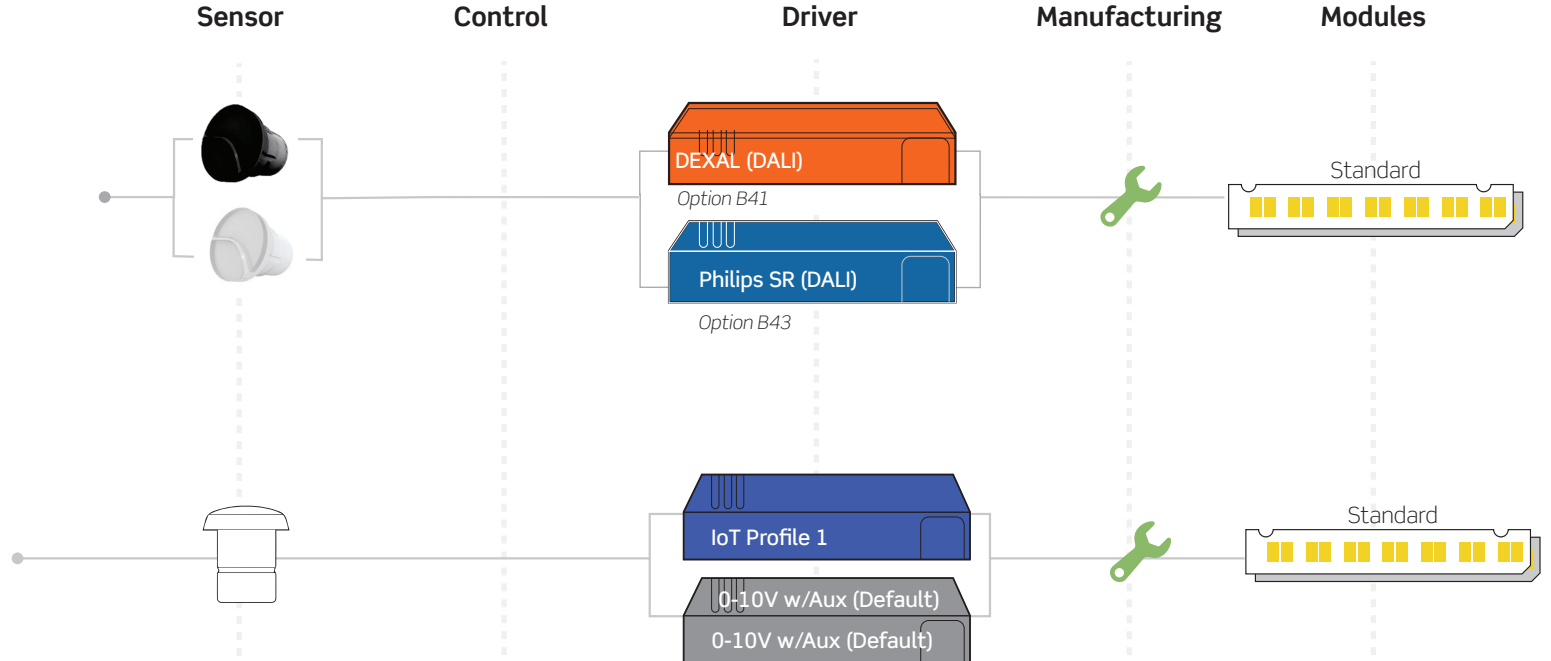 Sensor Control Driver Manufacturing Modules
DEXAL (DALI)
Option B41
Standard
Philips SR (DALI)
Option B43
IoT Profile 1
Standard
0-10V w/Aux (Default)
0-10V w/Aux (Default)